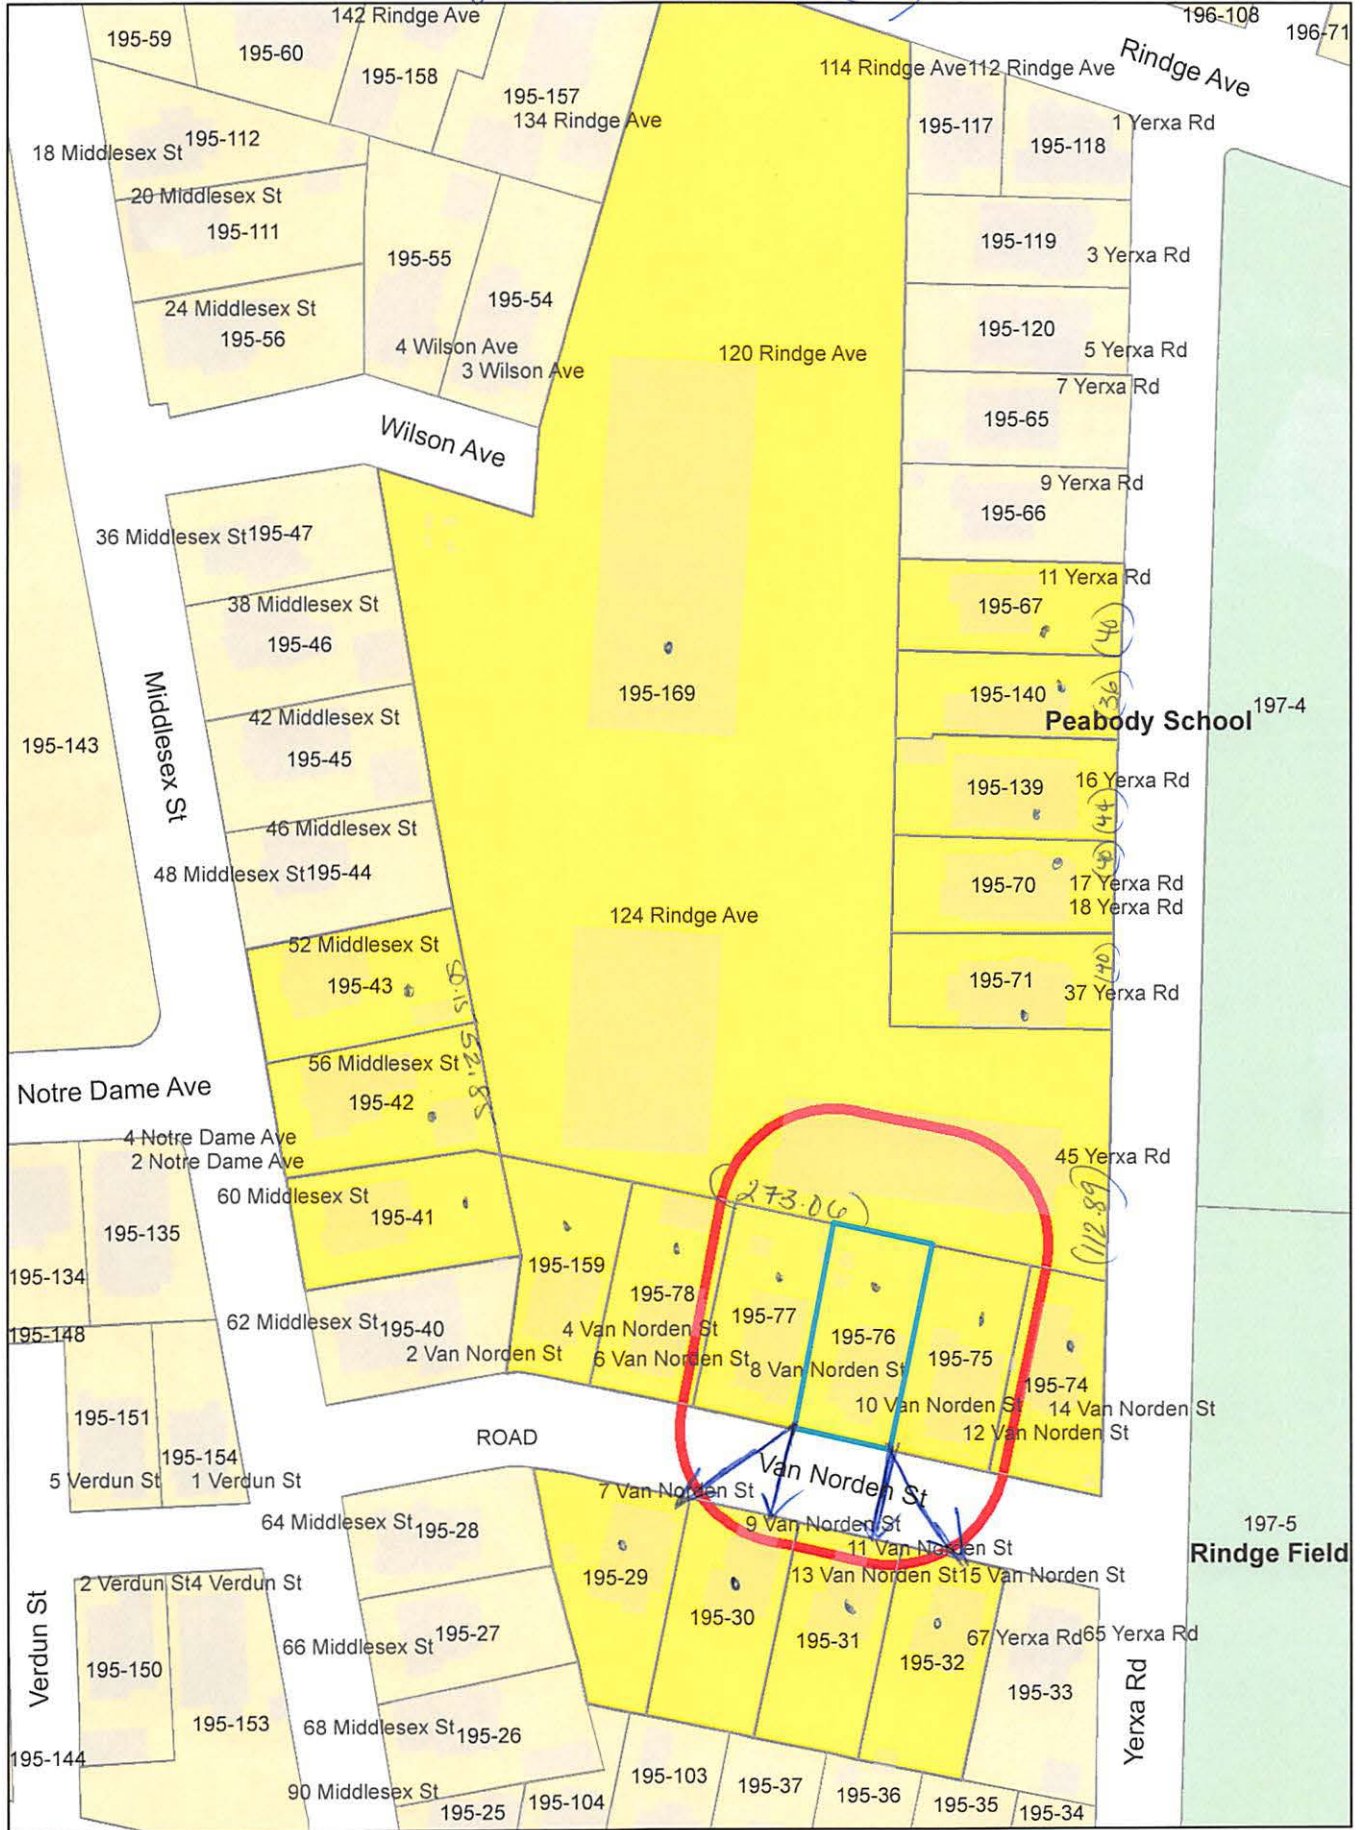 142 Rindge Ave
196-108
196-71
195-59
195-60
195-158
195-157
134 Rindge Ave
114 Rindge Ave
112 Rindge Ave
Rindge Ave
195-117
195-118
1 Yerxa Rd
18 Middlesex St
195-112
20 Middlesex St
195-111
195-55
195-54
195-119
3 Yerxa Rd
24 Middlesex St
195-56
4 Wilson Ave
3 Wilson Ave
120 Rindge Ave
195-120
5 Yerxa Rd
7 Yerxa Rd
195-65
Wilson Ave
9 Yerxa Rd
195-66
36 Middlesex St
195-47
38 Middlesex St
195-46
11 Yerxa Rd
195-67
(40)
195-169
195-140
(36)
Peabody School
197-4
Middlesex St
195-143
42 Middlesex St
195-45
195-139
16 Yerxa Rd
(44)
46 Middlesex St
48 Middlesex St
195-44
(40)
195-70
17 Yerxa Rd
18 Yerxa Rd
124 Rindge Ave
52 Middlesex St
195-43
50.15
195-71
(40)
37 Yerxa Rd
56 Middlesex St
195-42
52.85
Notre Dame Ave
4 Notre Dame Ave
2 Notre Dame Ave
45 Yerxa Rd
60 Middlesex St
195-41
(273.06)
(112.89)
195-135
195-134
195-159
195-78
195-77
195-76
195-75
195-74
195-148
62 Middlesex St
195-40
2 Van Norden St
4 Van Norden St
6 Van Norden St
8 Van Norden St
10 Van Norden St
12 Van Norden St
14 Van Norden St
195-151
195-154
5 Verdun St
1 Verdun St
ROAD
Van Norden St
7 Van Norden St
9 Van Norden St
11 Van Norden St
13 Van Norden St
15 Van Norden St
64 Middlesex St
195-28
197-5
Rindge Field
2 Verdun St
4 Verdun St
195-29
195-30
195-31
195-32
67 Yerxa Rd
65 Yerxa Rd
66 Middlesex St
195-27
Verdun St
195-150
195-153
195-33
Yerxa Rd
68 Middlesex St
195-26
195-144
90 Middlesex St
195-25
195-104
195-103
195-37
195-36
195-35
195-34